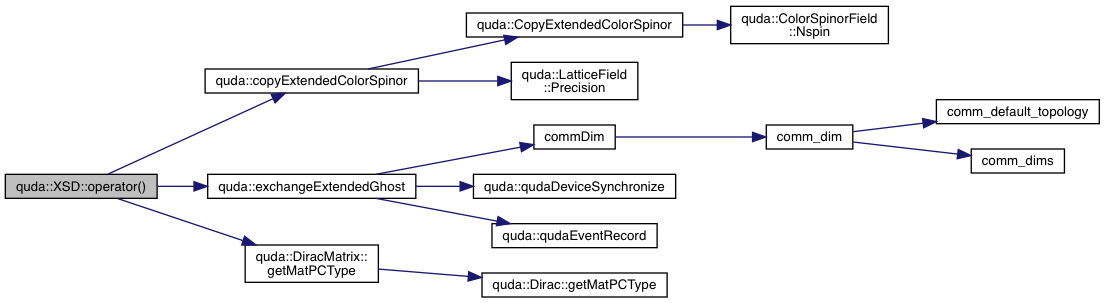 quda::XSD::operator()
quda::copyExtendedColorSpinor
quda::CopyExtendedColorSpinor
quda::ColorSpinorField
::Nspin
quda::LatticeField
::Precision
quda::exchangeExtendedGhost
commDim
comm_dim
comm_default_topology
comm_dims
quda::qudaDeviceSynchronize
quda::qudaEventRecord
quda::DiracMatrix::
getMatPCType
quda::Dirac::getMatPCType